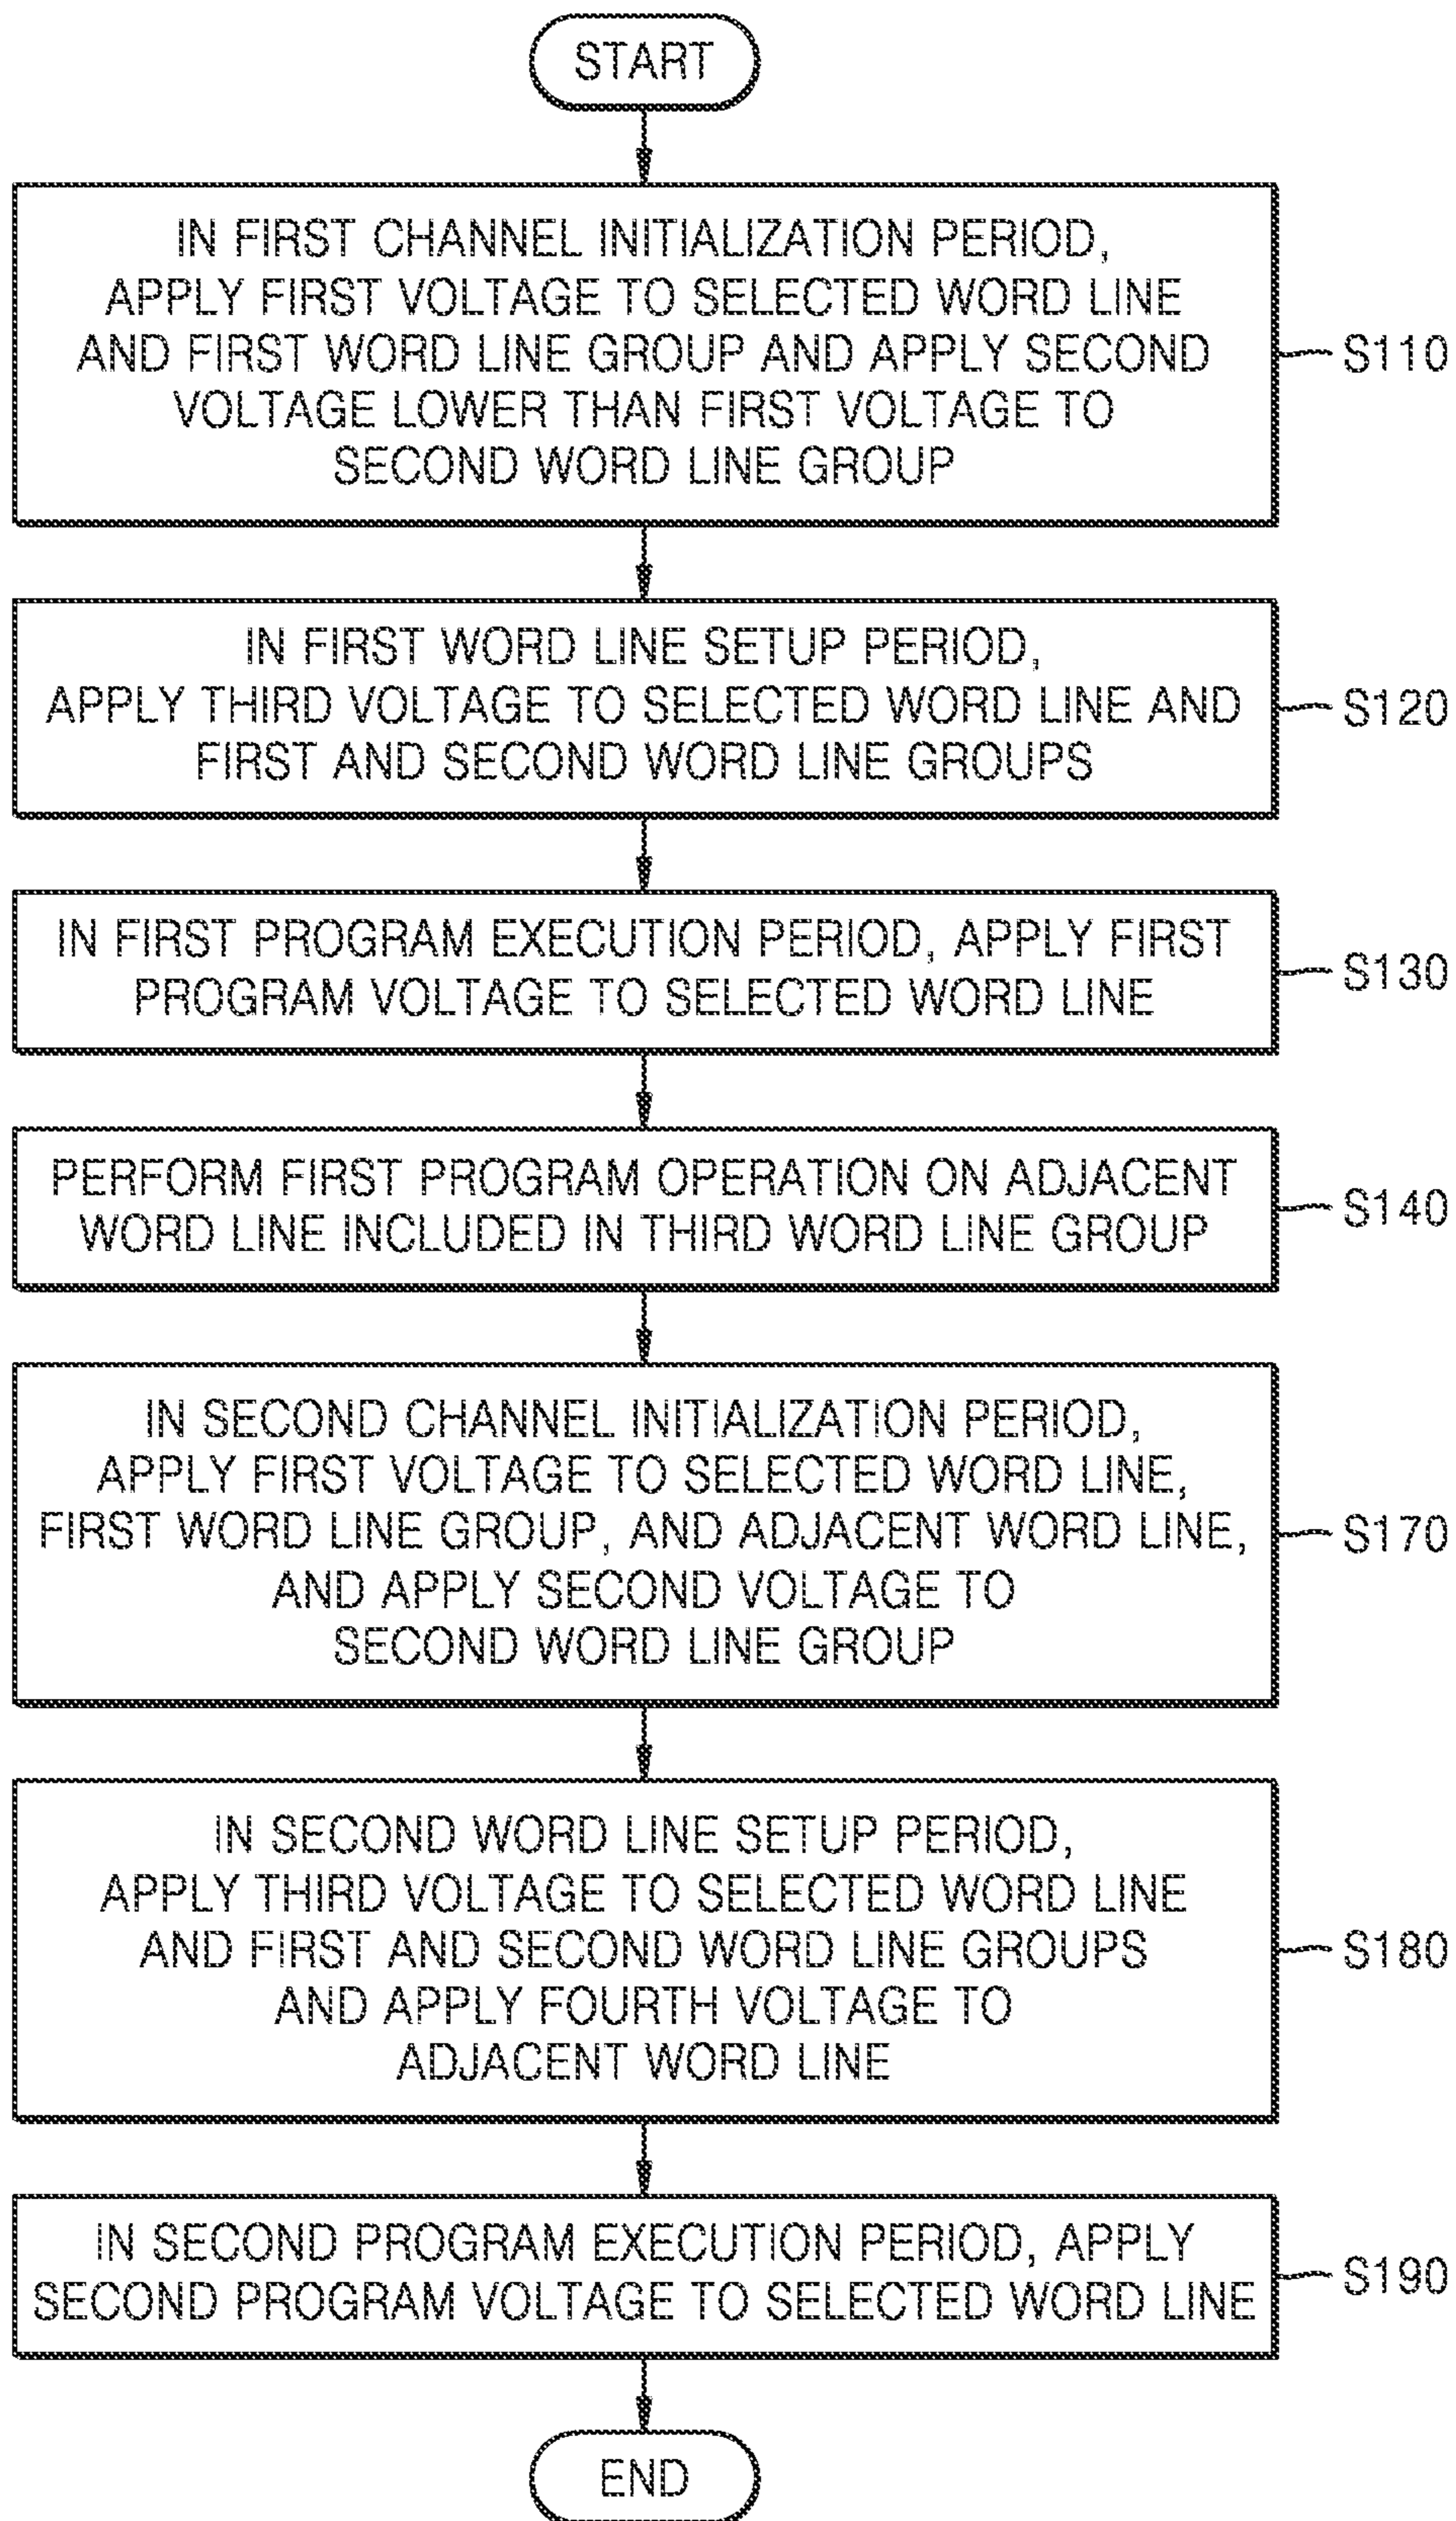 START
IN FIRST CHANNEL INITIALIZATION PERIOD,
APPLY FIRST VOLTAGE TO SELECTED WORD LINE
AND FIRST WORD LINE GROUP AND APPLY SECOND
VOLTAGE LOWER THAN FIRST VOLTAGE TO
SECOND WORD LINE GROUP
S110
IN FIRST WORD LINE SETUP PERIOD,
APPLY THIRD VOLTAGE TO SELECTED WORD LINE AND
FIRST AND SECOND WORD LINE GROUPS
S120
IN FIRST PROGRAM EXECUTION PERIOD, APPLY FIRST
PROGRAM VOLTAGE TO SELECTED WORD LINE
S130
PERFORM FIRST PROGRAM OPERATION ON ADJACENT
WORD LINE INCLUDED IN THIRD WORD LINE GROUP
S140
IN SECOND CHANNEL INITIALIZATION PERIOD,
APPLY FIRST VOLTAGE TO SELECTED WORD LINE,
FIRST WORD LINE GROUP, AND ADJACENT WORD LINE,
AND APPLY SECOND VOLTAGE TO
SECOND WORD LINE GROUP
S170
IN SECOND WORD LINE SETUP PERIOD,
APPLY THIRD VOLTAGE TO SELECTED WORD LINE
AND FIRST AND SECOND WORD LINE GROUPS
AND APPLY FOURTH VOLTAGE TO
ADJACENT WORD LINE
S180
IN SECOND PROGRAM EXECUTION PERIOD, APPLY
SECOND PROGRAM VOLTAGE TO SELECTED WORD LINE
S190
END